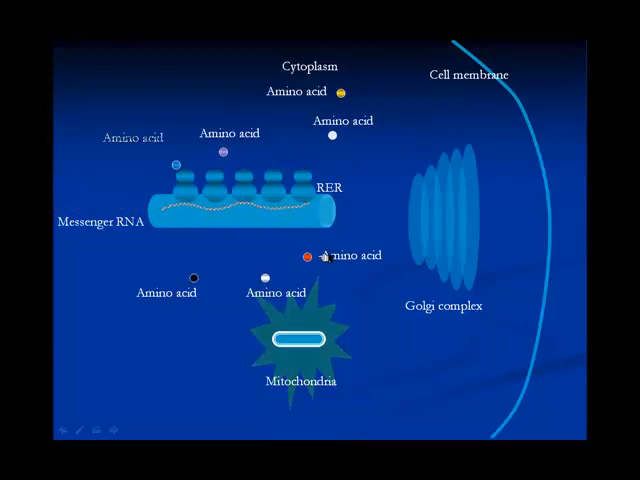 Cytoplasm
Cell membrane
Amino acid
Amino acid
Amino acid
Amino acid
RER
Messenger RNA
Amino acid
Amino acid
Amino acid
Golgi complex
Mitochondria